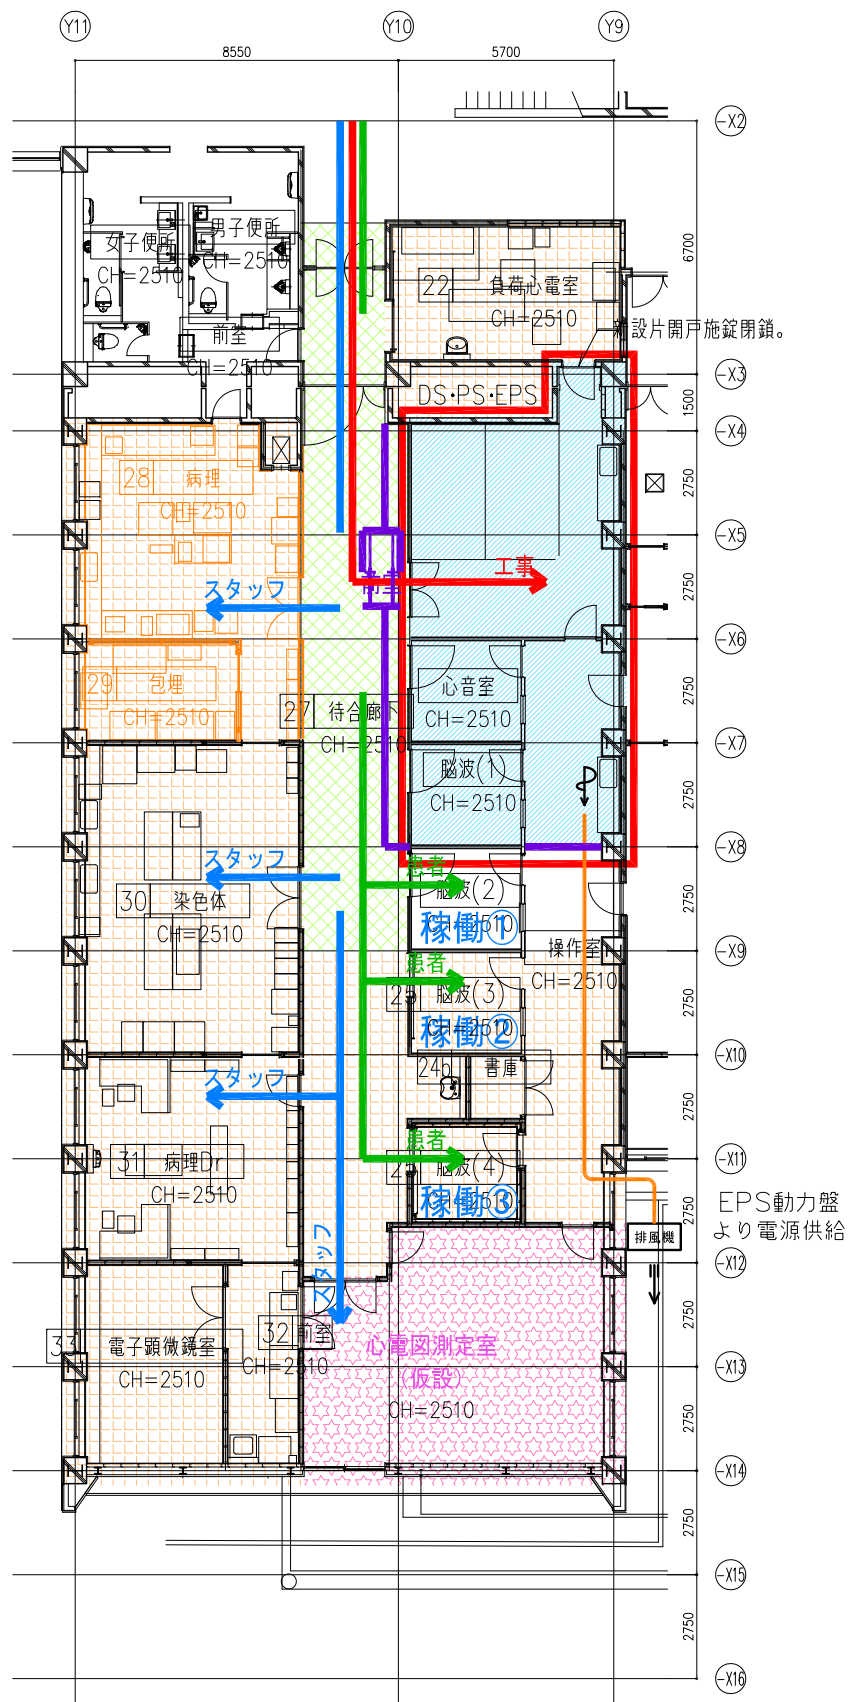 Y11
Y10
Y9
8550
5700
-X2
6700
女子便所
CH=2510
男子便所
CH=2510
前室
CH=2510
22
負荷心電室
CH=2510
新設片開戸施錠閉鎖。
-X3
DS・PS・EPS
1500
-X4
28
病理
CH=2510
2750
-X5
工事
前室
スタッフ
2750
-X6
29
包埋
CH=2510
心音室
CH=2510
27
待合廊下
CH=2510
2750
-X7
脳波(1)
CH=2510
2750
-X8
スタッフ
患者
30
染色体
CH=2510
脳波(2)
CH=2510
稼働①
2750
-X9
操作室
CH=2510
患者
25
脳波(3)
CH=2510
稼働②
2750
-X10
スタッフ
24b
書庫
2750
-X11
患者
31
病理Dr
CH=2510
25
脳波(4)
CH=2510
稼働③
2750
EPS動力盤
より電源供給
排風機
-X12
スタッフ
33
電子顕微鏡室
CH=2510
32
前室
CH=2510
2750
-X13
心電図測定室
(仮設)
CH=2510
2750
-X14
2750
-X15
2750
-X16